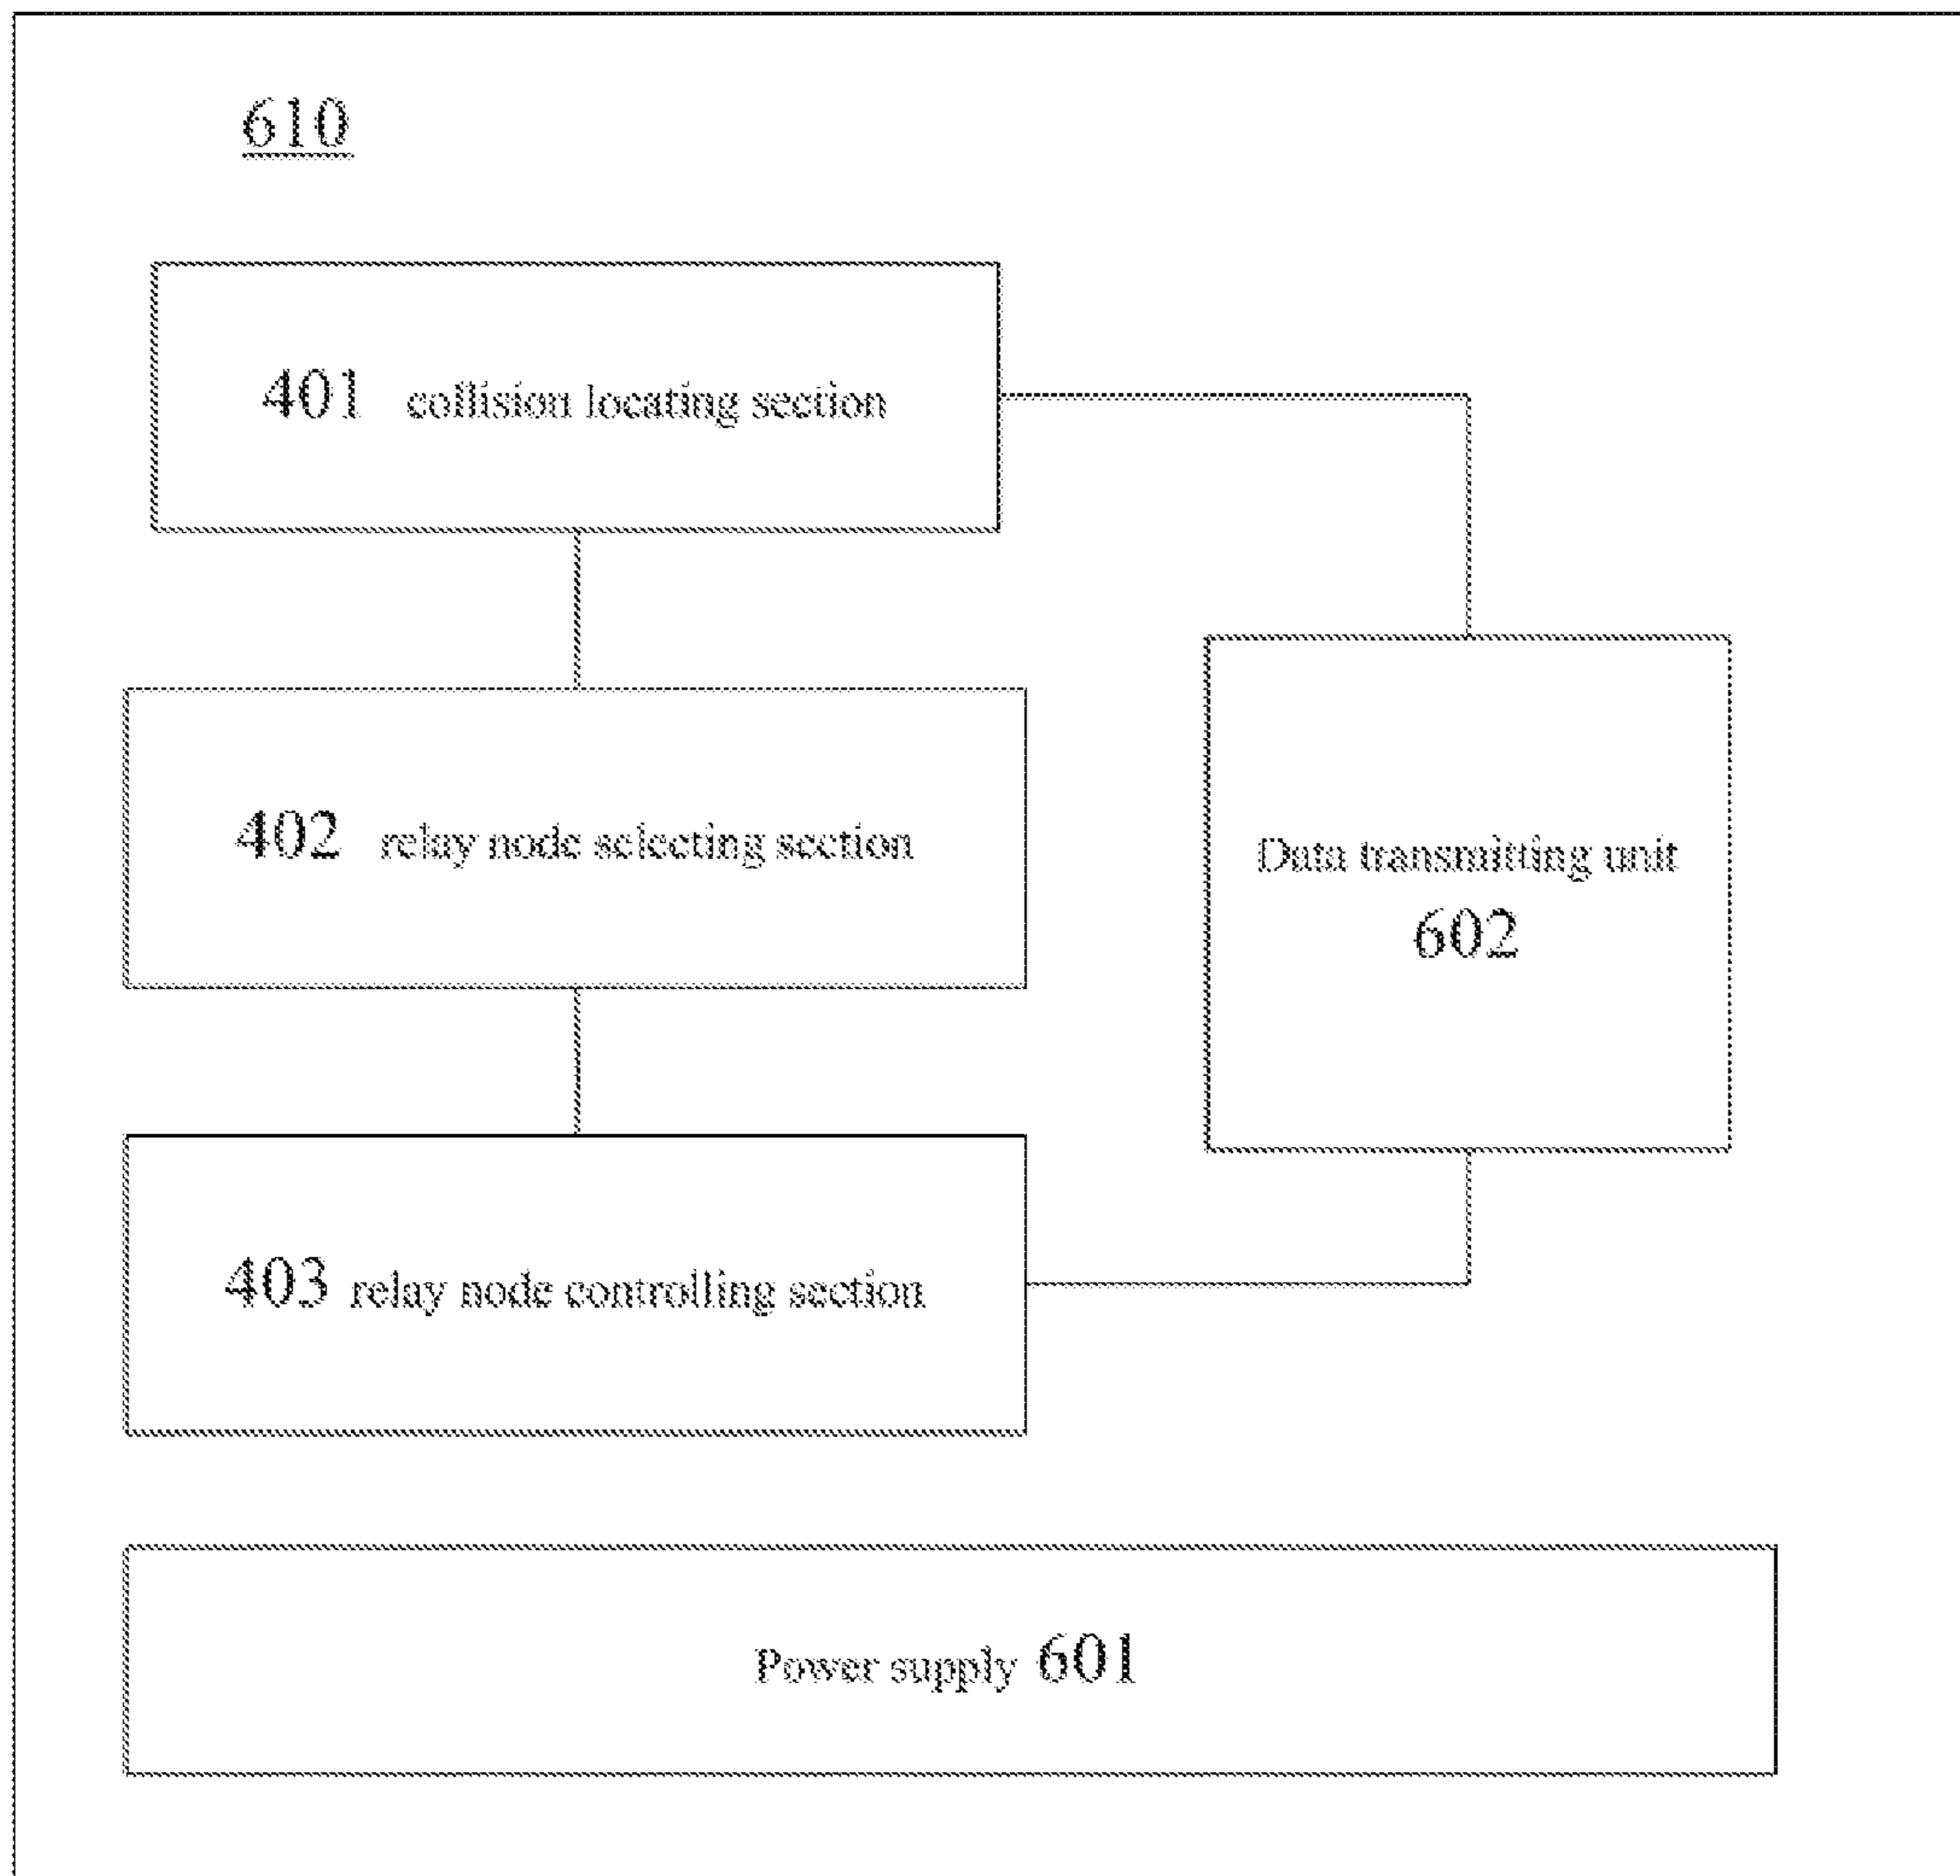 610
401 collision locating section
402 relay node selecting section
Data transmitting unit
602
403 relay node controlling section
Power supply 601